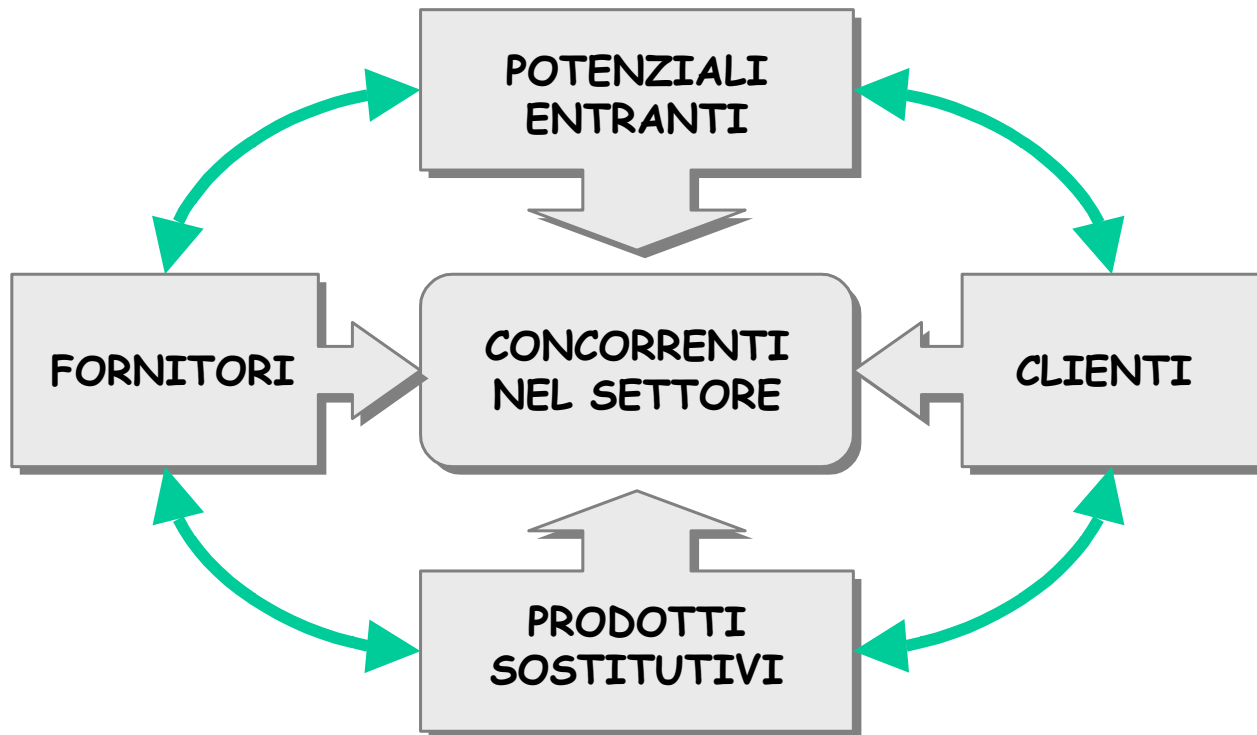 POTENZIALI
ENTRANTI
FORNITORI
CONCORRENTI
NEL SETTORE
CLIENTI
PRODOTTI
SOSTITUTIVI